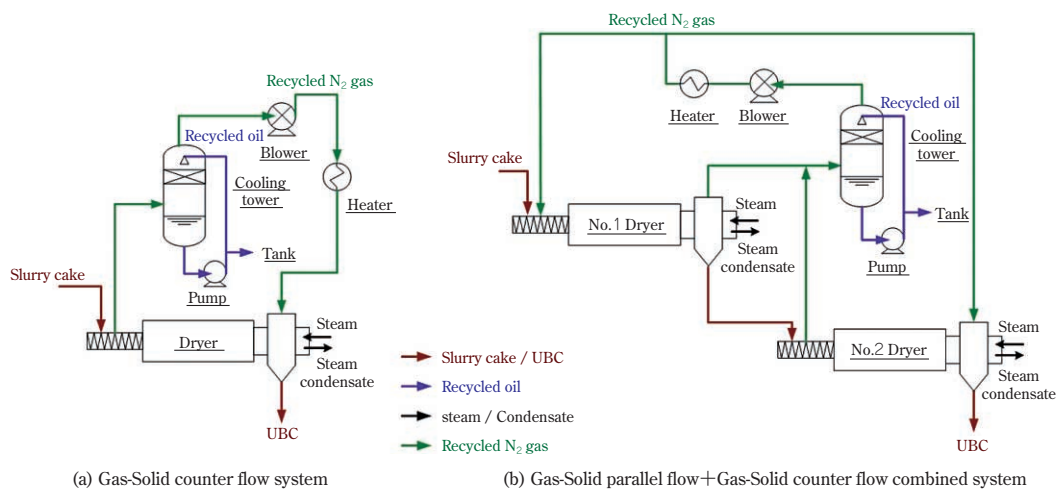 Recycled N₂ gas
Recycled oil
Blower
Cooling
tower
Heater
Tank
Slurry cake
Pump
Steam
Dryer
Steam
condensate
UBC
(a) Gas-Solid counter flow system
Slurry cake / UBC
Recycled oil
steam / Condensate
Recycled N₂ gas
Recycled N₂ gas
Heater
Blower
Recycled oil
Cooling
tower
Slurry cake
Steam
No.1 Dryer
Steam
condensate
Tank
Pump
Steam
No.2 Dryer
Steam
condensate
UBC
(b) Gas-Solid parallel flow+Gas-Solid counter flow combined system